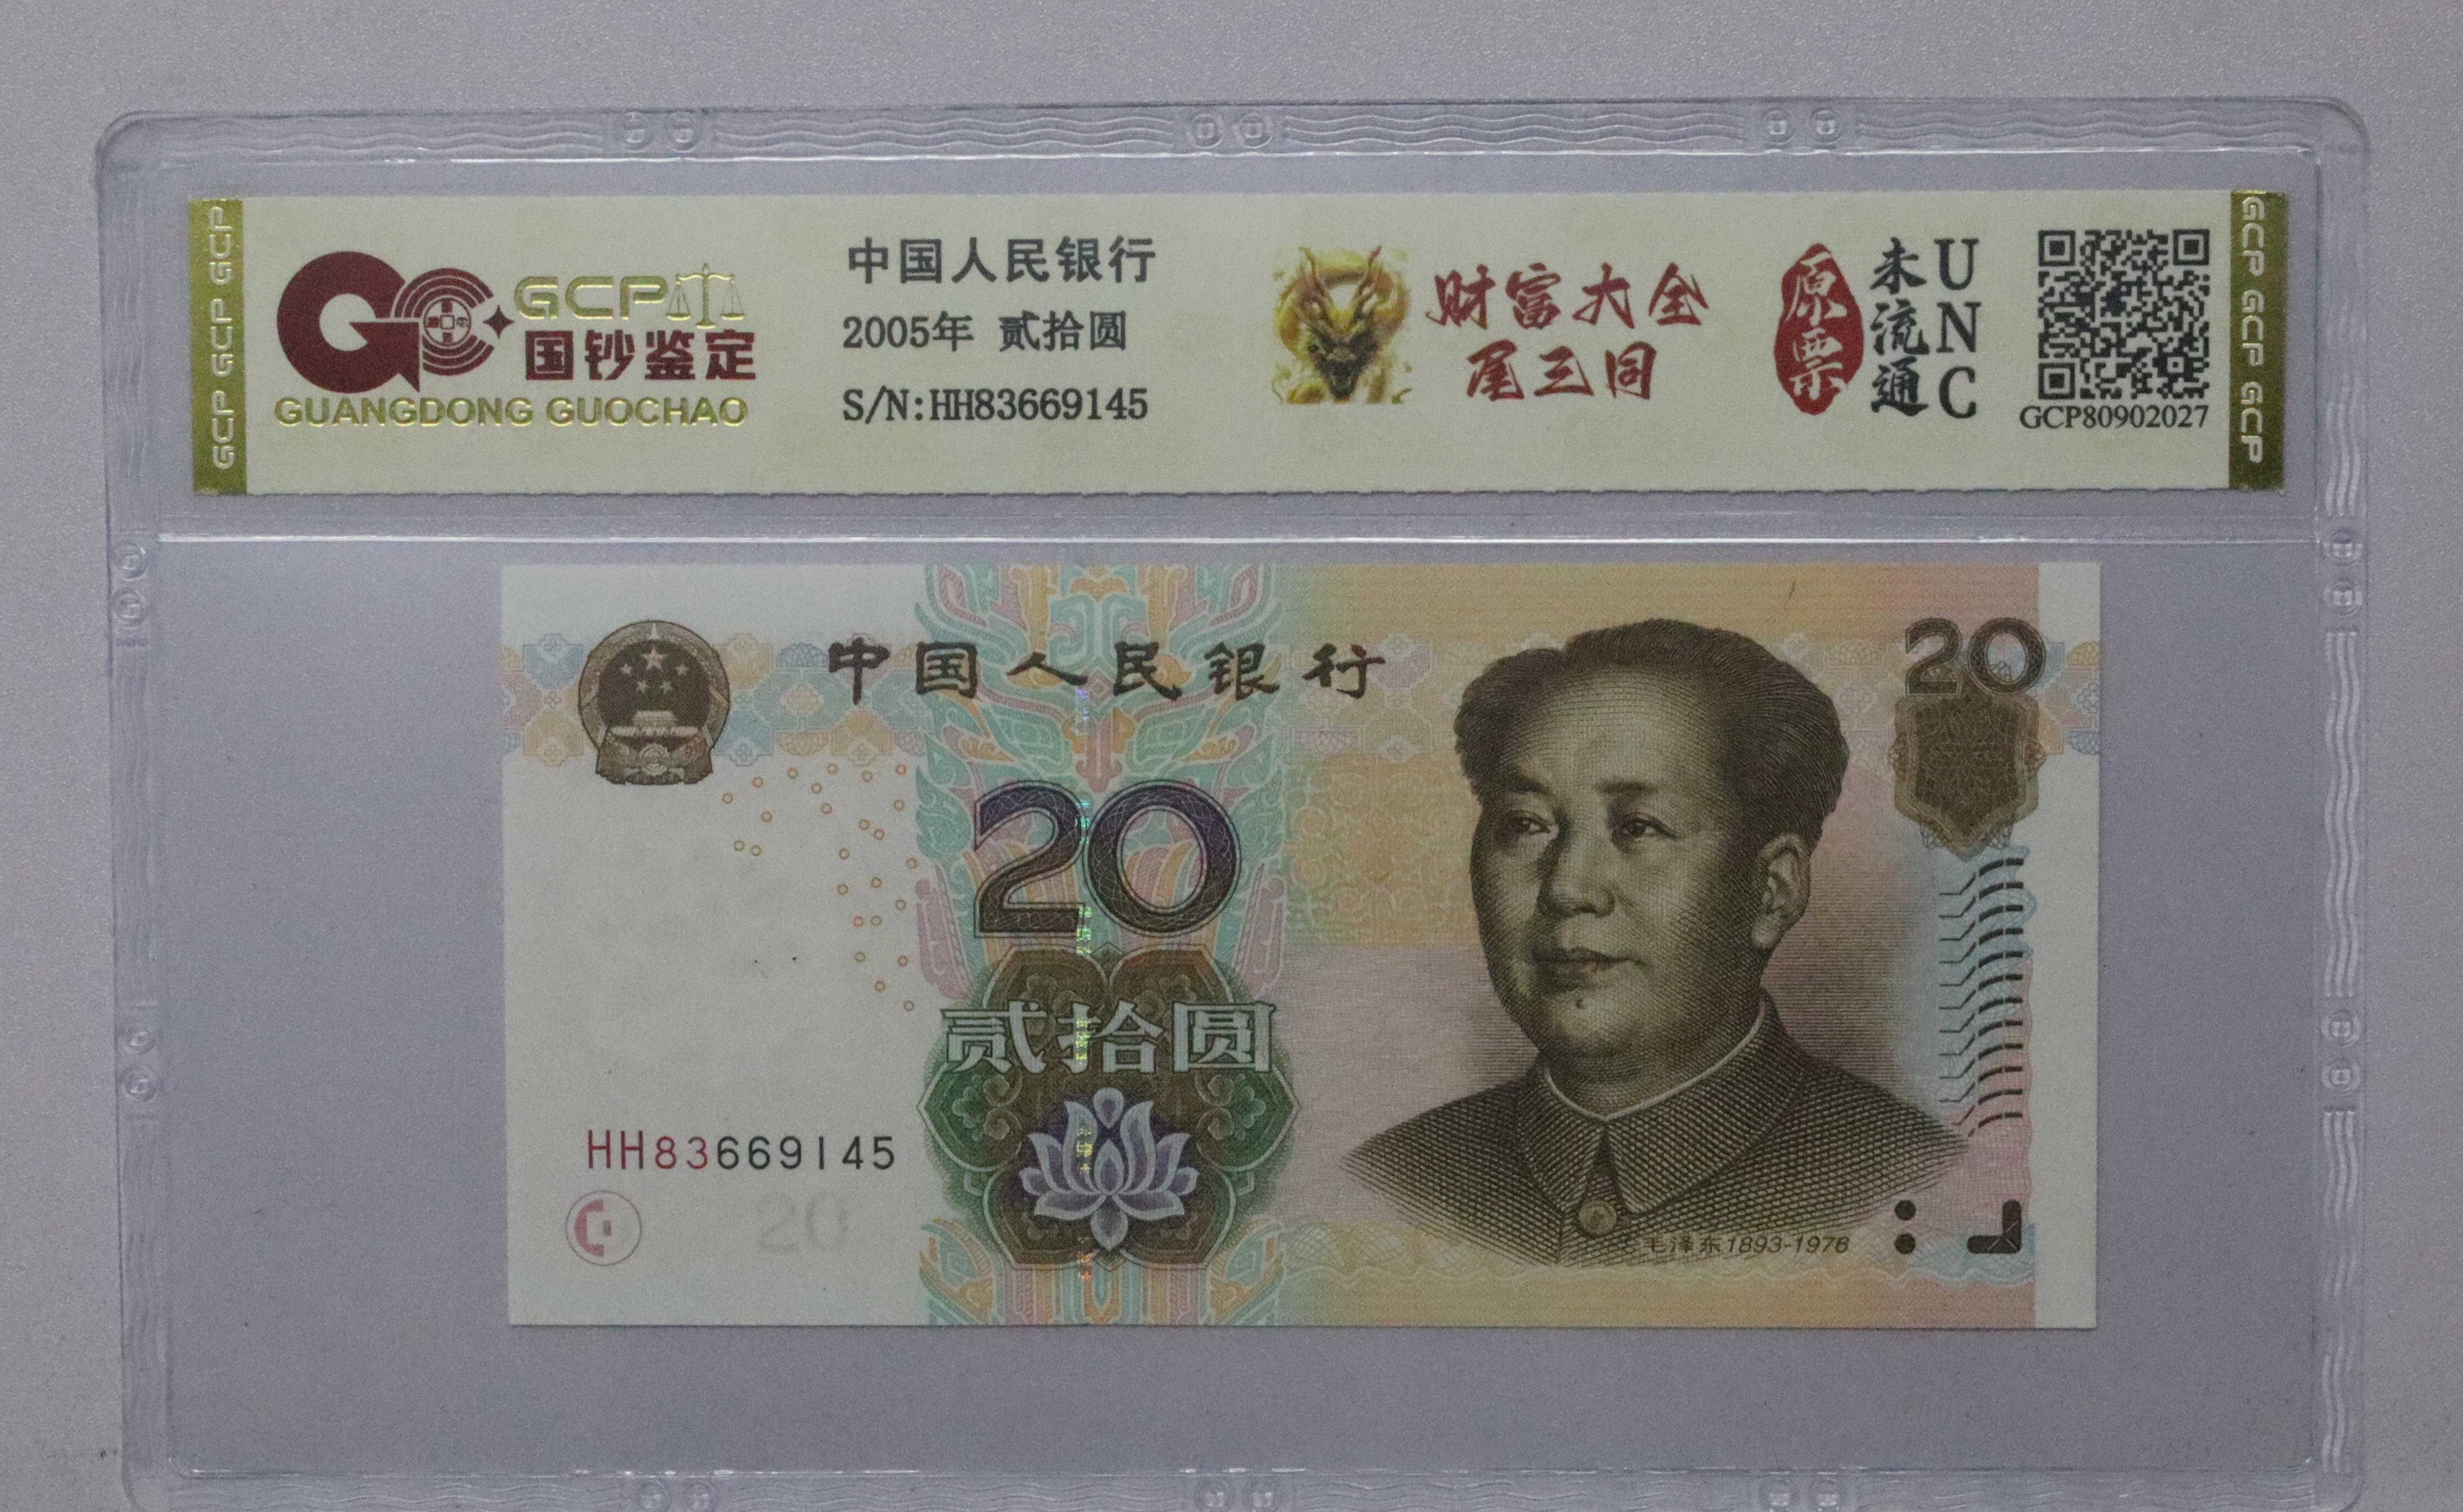 GCP GCP GCP
GCP
国钞鉴定
GUANGDONG GUOCHAO
中国人民银行
2005年 贰拾圆
S/N:HH83669145
财富大全
尾三同
原票
未流通
UNC
GCP80902027
GCP GCP GCP
中国人民银行
20
20
贰拾圆
HH83669145
20
毛泽东1893-1976